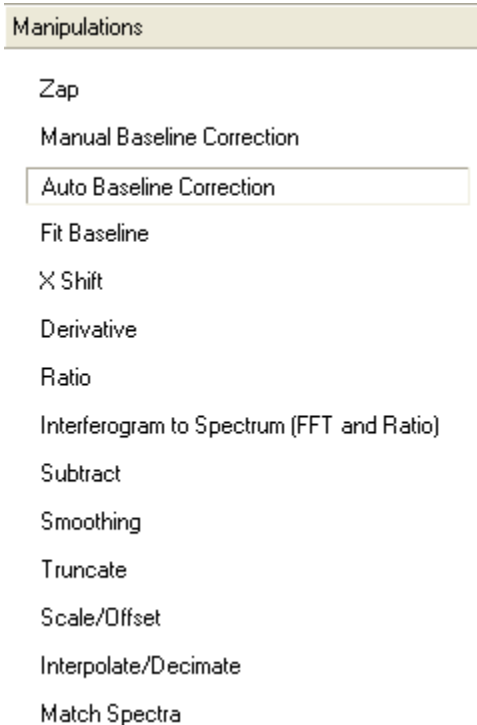 Manipulations
Zap
Manual Baseline Correction
Auto Baseline Correction
Fit Baseline
X Shift
Derivative
Ratio
Interferogram to Spectrum (FFT and Ratio)
Subtract
Smoothing
Truncate
Scale/Offset
Interpolate/Decimate
Match Spectra